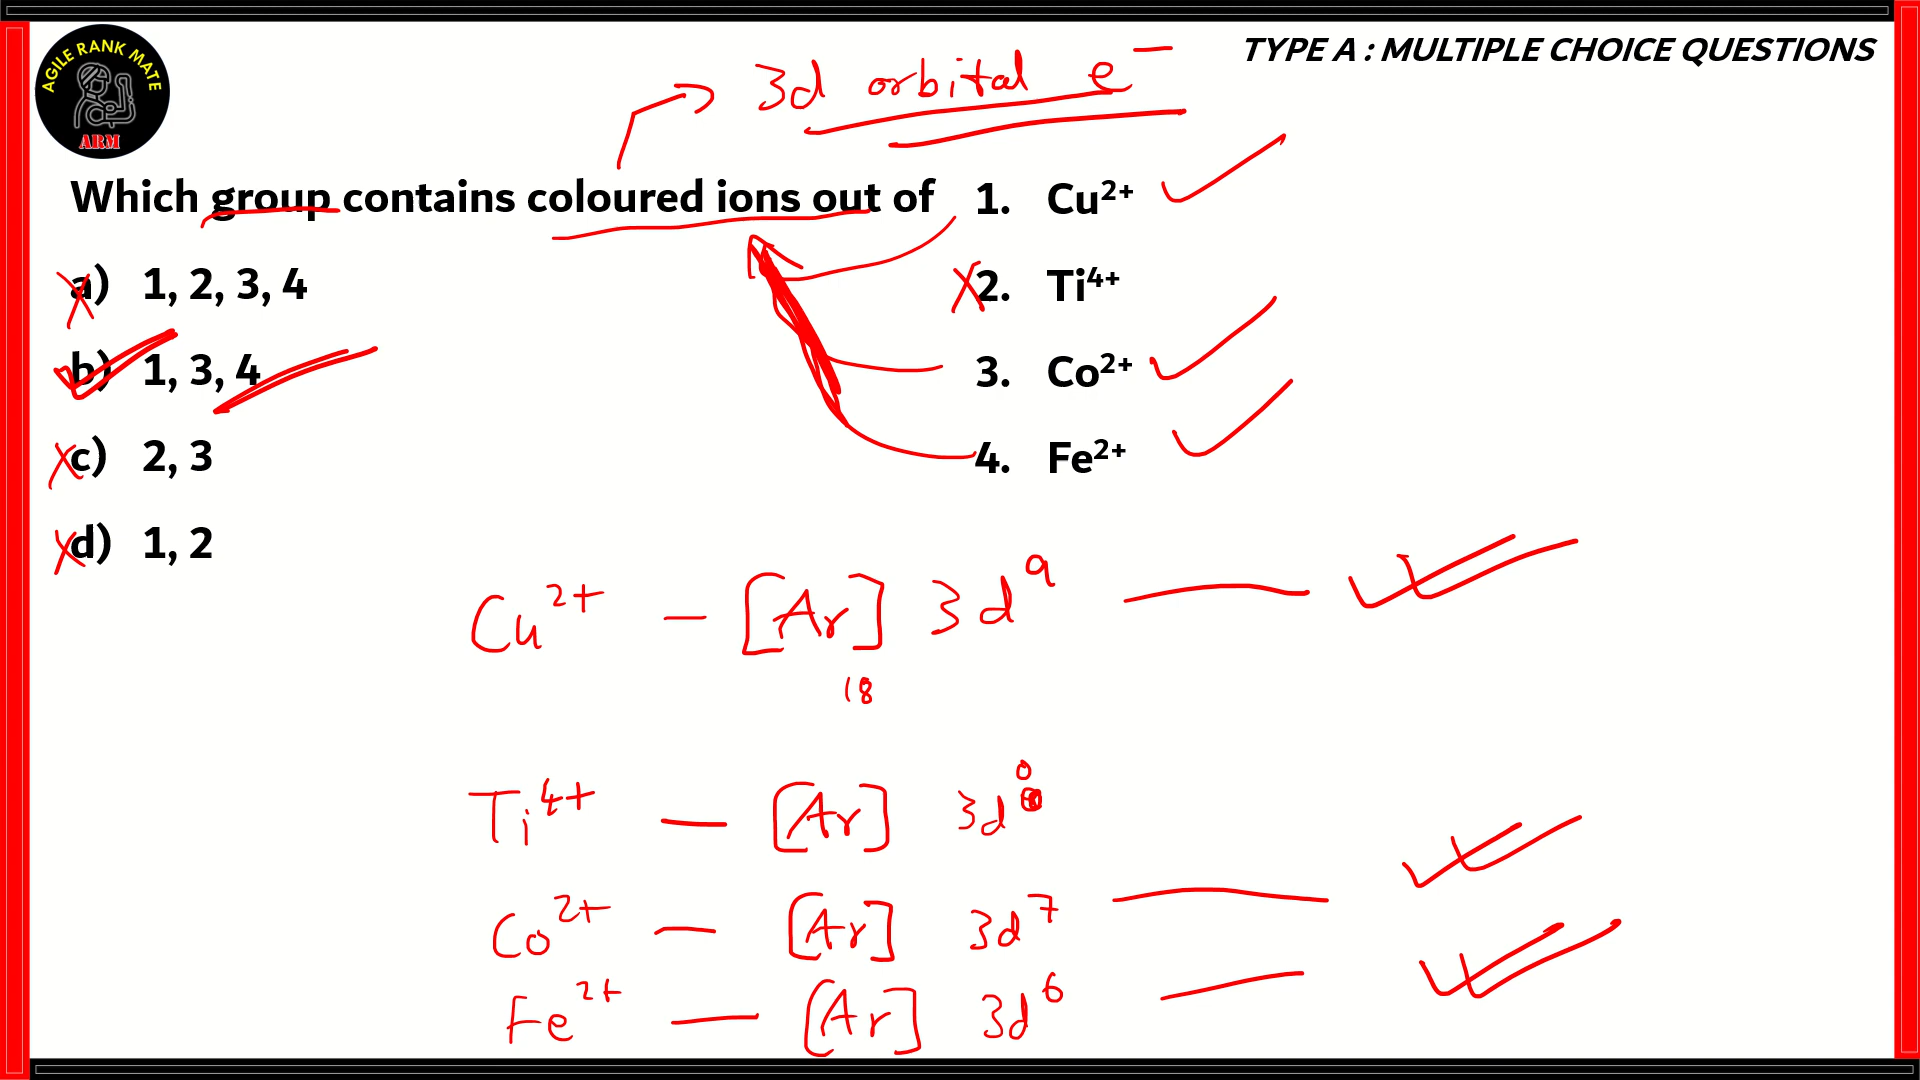 AGILE RANK MATE
ARM
TYPE A : MULTIPLE CHOICE QUESTIONS
3d orbital e⁻
Which group contains coloured ions out of
1. Cu²⁺
2. Ti⁴⁺
3. Co²⁺
4. Fe²⁺
a) 1, 2, 3, 4
b) 1, 3, 4
c) 2, 3
d) 1, 2
Cu²⁺ — [Ar] 3d⁹
18
Ti⁴⁺ — [Ar] 3d⁰
Co²⁺ — [Ar] 3d⁷
Fe²⁺ — [Ar] 3d⁶